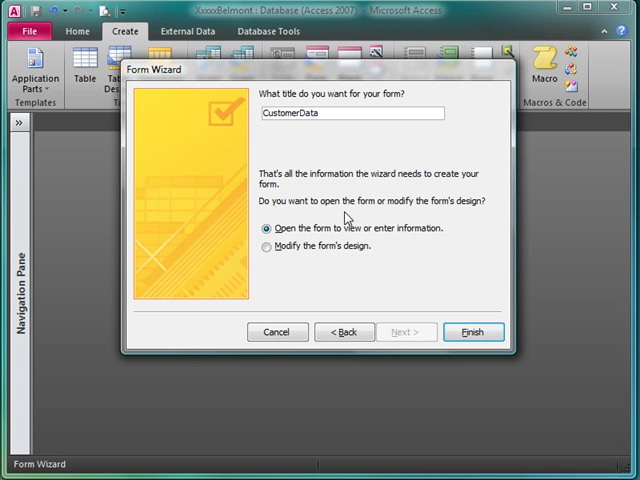 XxxxxBelmont : Database (Access 2007) - Microsoft Access
File Home Create External Data Database Tools
Application Parts
Table
Table
Macro
Templates
Macros & Code
Form Wizard
What title do you want for your form?
CustomerData
That's all the information the wizard needs to create your
form.
Do you want to open the form or modify the form's design?
Open the form to view or enter information.
Modify the form's design.
Cancel
< Back
Next >
Finish
Navigation Pane
Form Wizard